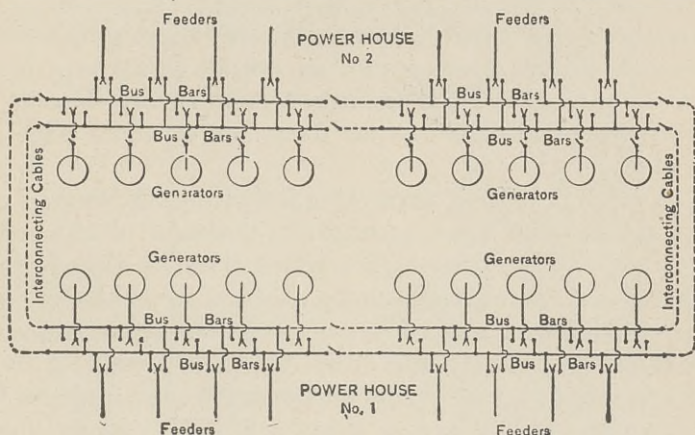 Feeders
POWER HOUSE
No 2
Feeders
Bus Bars
Bus Bars
Bus Bars
Bus Bars
Interconnecting Cables
Generators
Generators
Interconnecting Cables
Generators
Generators
Bus Bars
Bus Bars
Bus Bars
Bus Bars
POWER HOUSE
No. 1
Feeders
Feeders